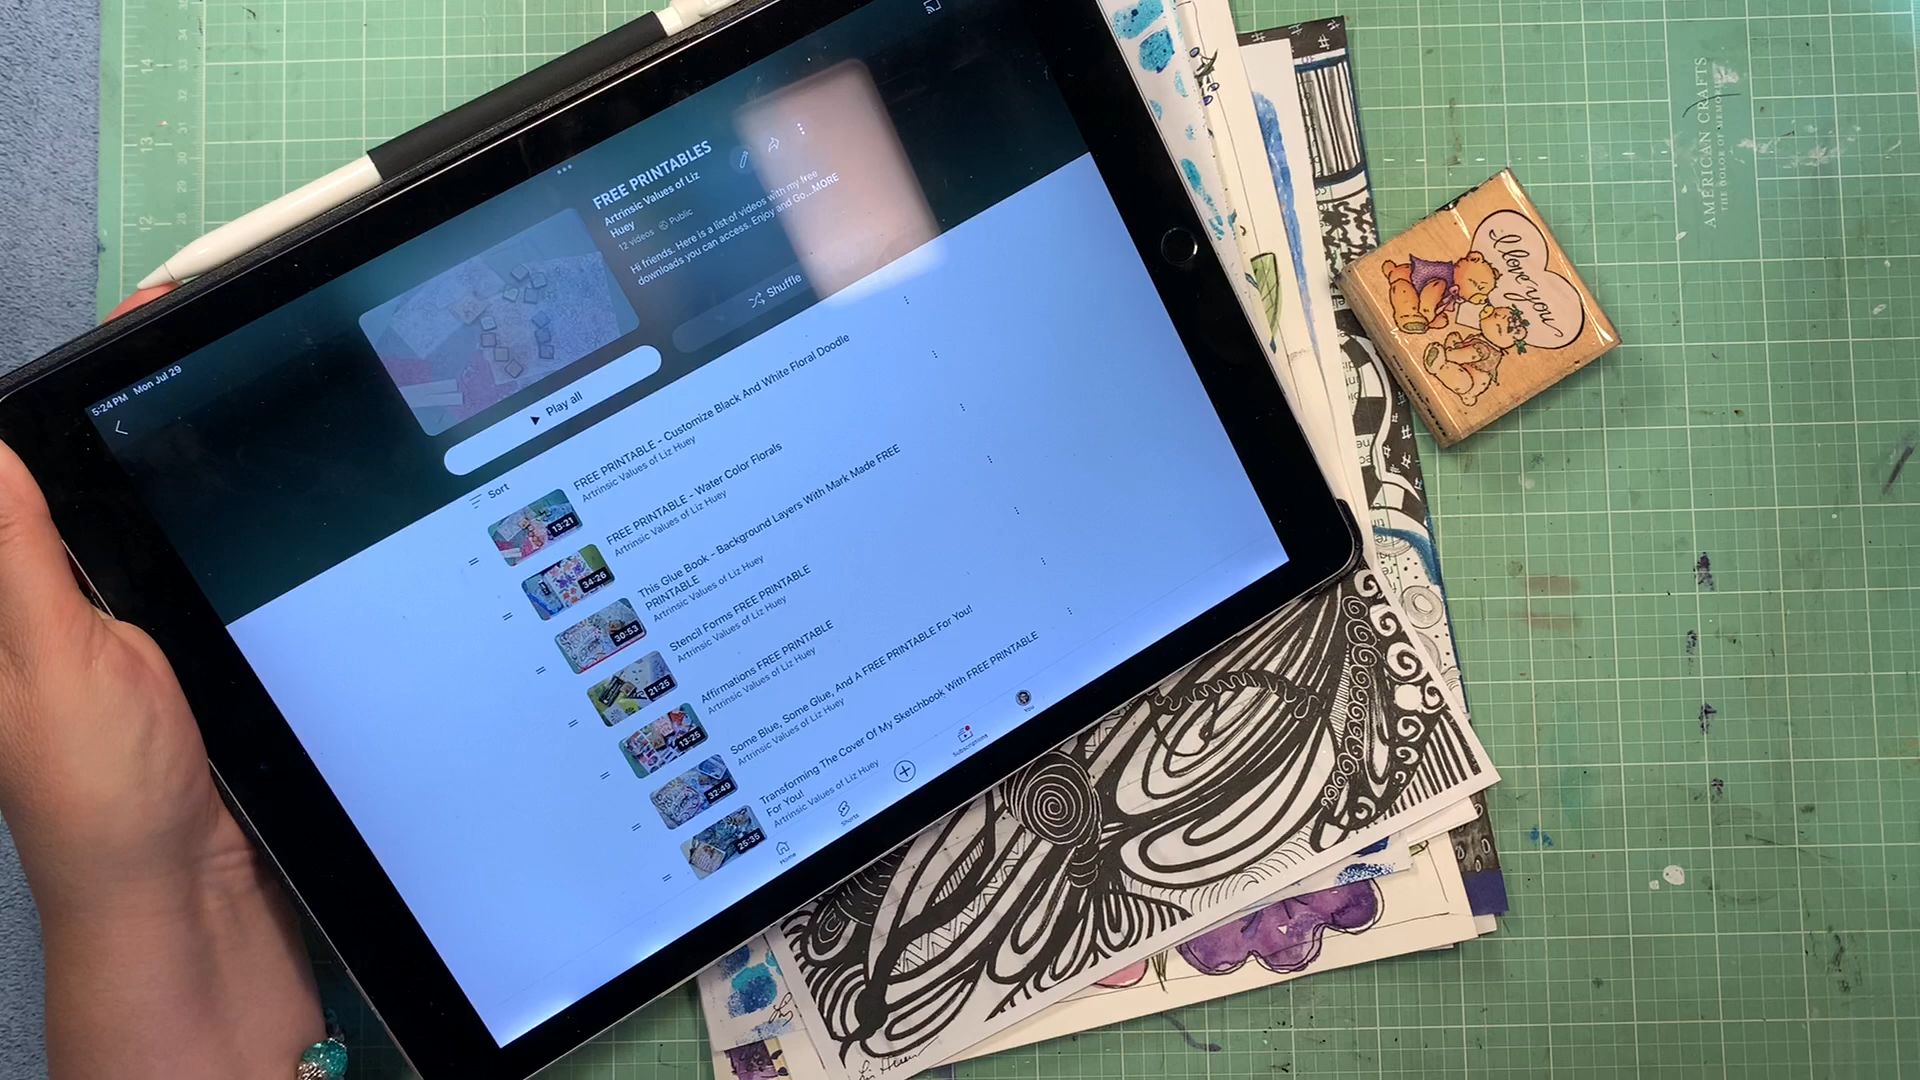 5:24 PM Mon Jul 29
FREE PRINTABLES
Artrinsic Values of Liz
Huey
12 videos Public
Hi friends. Here is a list of videos with my free
downloads you can access. Enjoy and Go...MORE
Play all
Shuffle
Sort
FREE PRINTABLE - Customize Black And White Floral Doodle
Artrinsic Values of Liz Huey
13:21
FREE PRINTABLE - Water Color Florals
Artrinsic Values of Liz Huey
34:26
This Glue Book - Background Layers With Mark Made FREE
PRINTABLE
Artrinsic Values of Liz Huey
30:53
Stencil Forms FREE PRINTABLE
Artrinsic Values of Liz Huey
21:25
Affirmations FREE PRINTABLE
Artrinsic Values of Liz Huey
13:25
Some Blue, Some Glue, And A FREE PRINTABLE For You!
Artrinsic Values of Liz Huey
32:49
Transforming The Cover Of My Sketchbook With FREE PRINTABLE
For You!
Artrinsic Values of Liz Huey
25:35
Home
Shorts
Subscriptions
You
I love you
AMERICAN CRAFTS
14
13
12